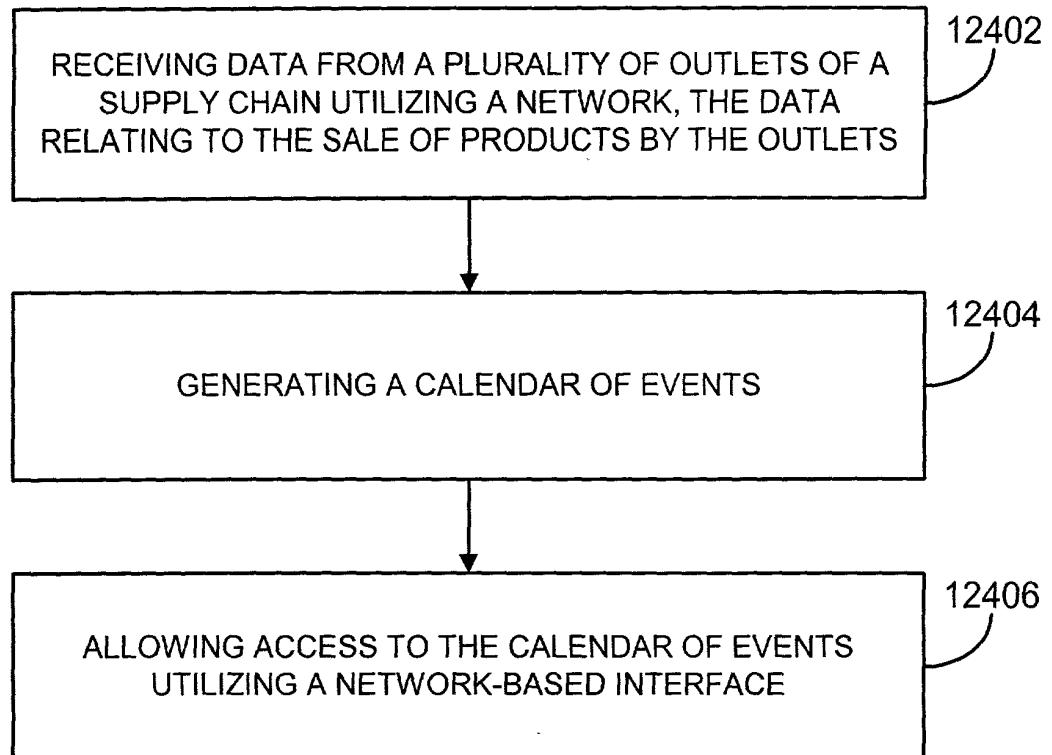 12402
RECEIVING DATA FROM A PLURALITY OF OUTLETS OF A
SUPPLY CHAIN UTILIZING A NETWORK, THE DATA
RELATING TO THE SALE OF PRODUCTS BY THE OUTLETS
12404
GENERATING A CALENDAR OF EVENTS
12406
ALLOWING ACCESS TO THE CALENDAR OF EVENTS
UTILIZING A NETWORK-BASED INTERFACE